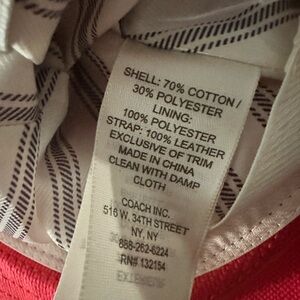 SHELL: 70% COTTON/
30% POLYESTER
LINING:
100% POLYESTER
STRAP: 100% LEATHER
EXCLUSIVE OF TRIM
MADE IN CHINA
CLEAN WITH DAMP
CLOTH
COACH INC.
516 W. 34TH STREET
NY, NY
888-262-6224
RN# 132154